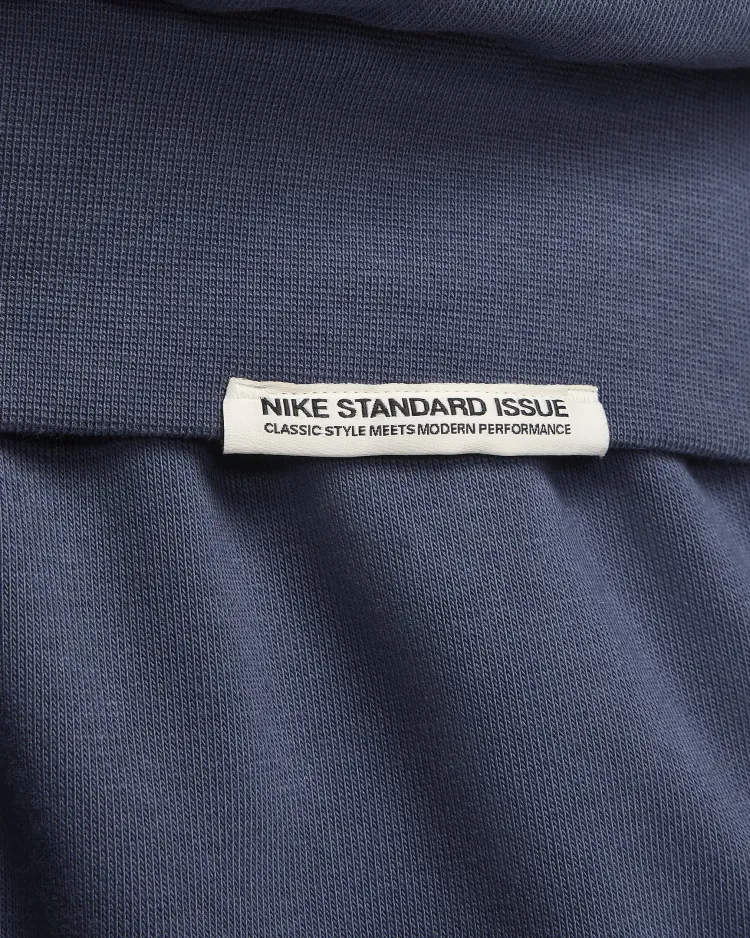 NIKE STANDARD ISSUE
CLASSIC STYLE MEETS MODERN PERFORMANCE